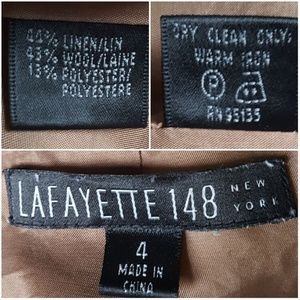 44% LINEN/LIN
43% WOOL/LAINE
13% POLYESTER/
POLYESTERE
DRY CLEAN ONLY
WARM IRON
P
RN95135
LAFAYETTE 148 NEW YORK
4
MADE IN
CHINA